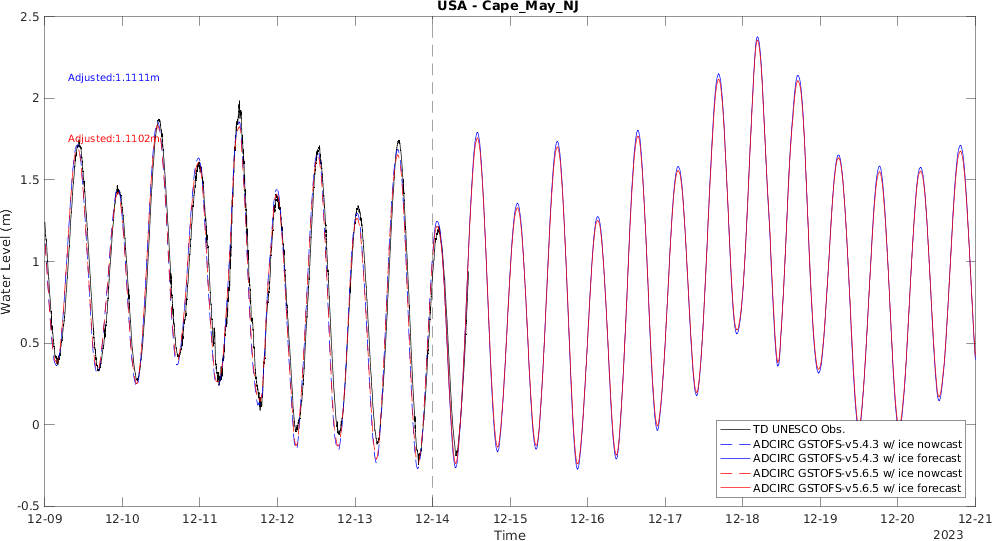 USA - Cape_May_NJ
2.5
2
1.5
1
0.5
0
-0.5
Water Level (m)
Adjusted:1.1111m
Adjusted:1.1102m
TD UNESCO Obs.
ADCIRC GSTOFS-v5.4.3 w/ ice nowcast
ADCIRC GSTOFS-v5.4.3 w/ ice forecast
ADCIRC GSTOFS-v5.6.5 w/ ice nowcast
ADCIRC GSTOFS-v5.6.5 w/ ice forecast
12-09 12-10 12-11 12-12 12-13 12-14 12-15 12-16 12-17 12-18 12-19 12-20 12-21
Time
2023